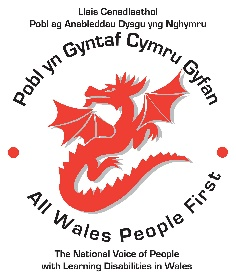 Llais Cenedlaethol
Pobl ag Anableddau Dysgu yng Nghymru
Pobl yn Gyntaf Cymru Gyfan
All Wales People First
The National Voice of People
with Learning Disabilities in Wales